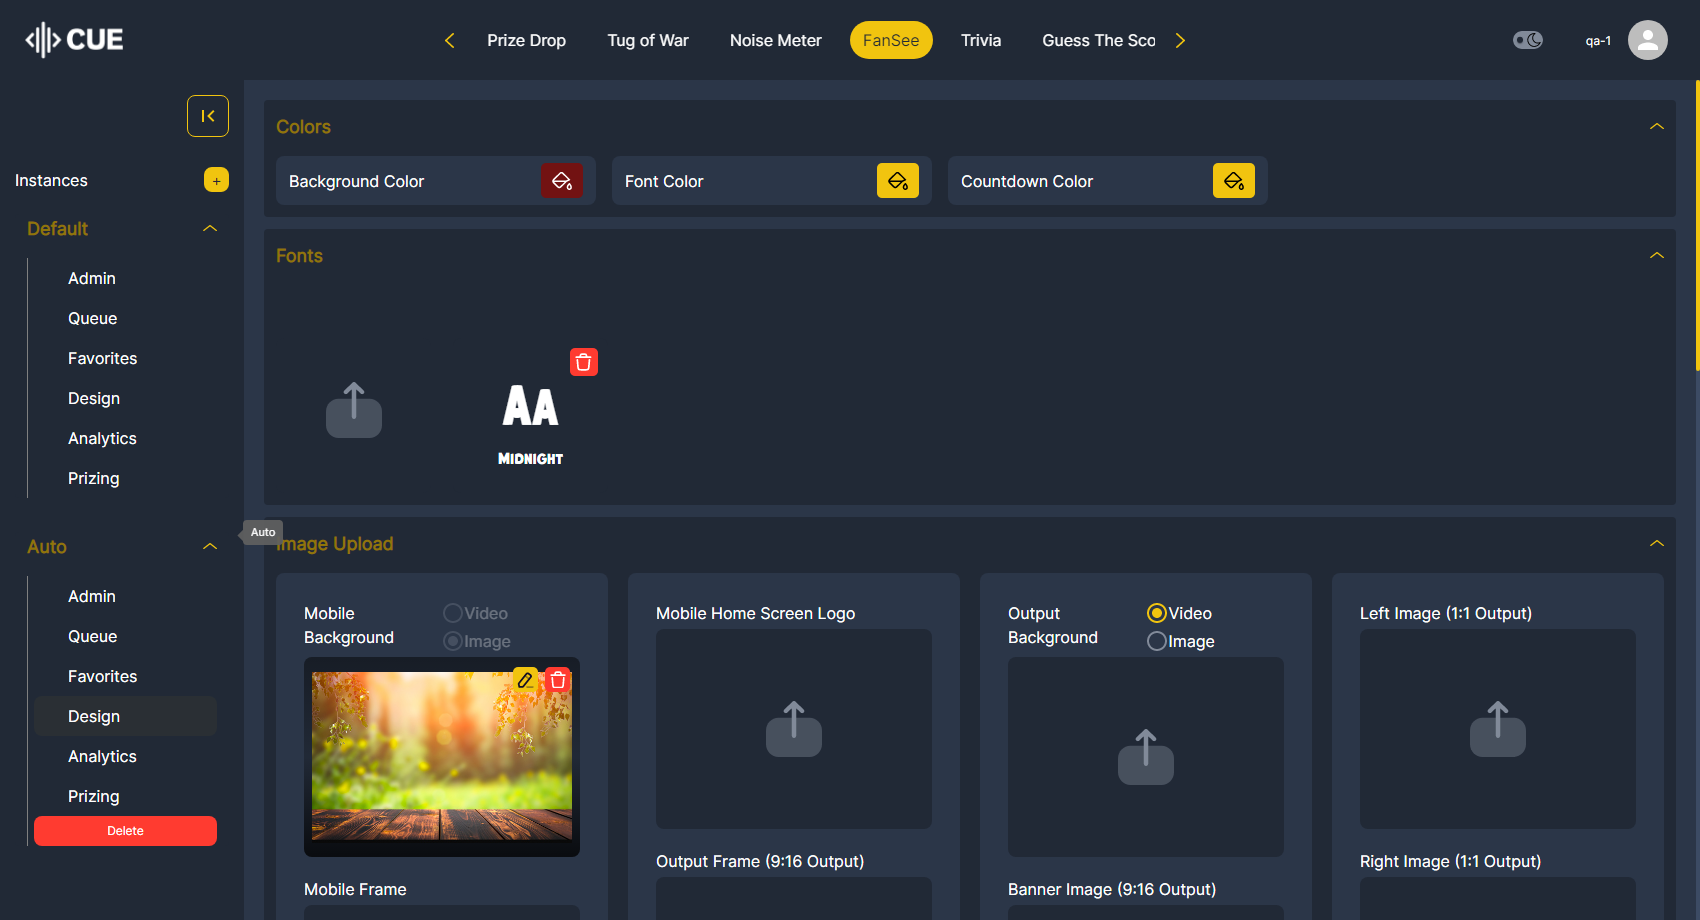 CUE
Prize Drop
Tug of War
Noise Meter
FanSee
Trivia
Guess The Sco
qa-1
Instances
+
Default
Admin
Queue
Favorites
Design
Analytics
Prizing
Auto
Admin
Queue
Favorites
Design
Analytics
Prizing
Delete
Auto
Colors
Background Color
Font Color
Countdown Color
Fonts
AA
MIDNIGHT
Image Upload
Mobile
Background
Video
Image
Mobile Frame
Mobile Home Screen Logo
Output Frame (9:16 Output)
Output
Background
Video
Image
Banner Image (9:16 Output)
Left Image (1:1 Output)
Right Image (1:1 Output)